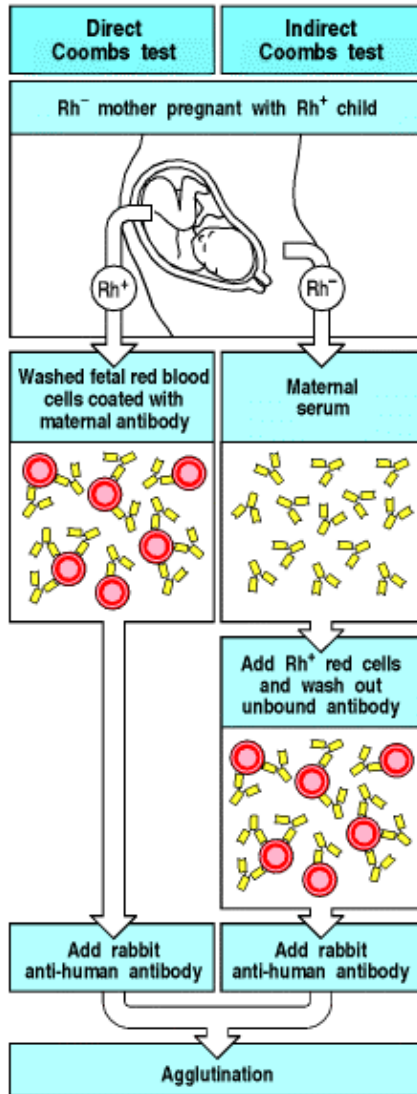 Direct
Coombs test
Indirect
Coombs test
Rh⁻ mother pregnant with Rh⁺ child
Rh⁺
Rh⁻
Washed fetal red blood
cells coated with
maternal antibody
Maternal
serum
Add Rh⁺ red cells
and wash out
unbound antibody
Add rabbit
anti-human antibody
Add rabbit
anti-human antibody
Agglutination